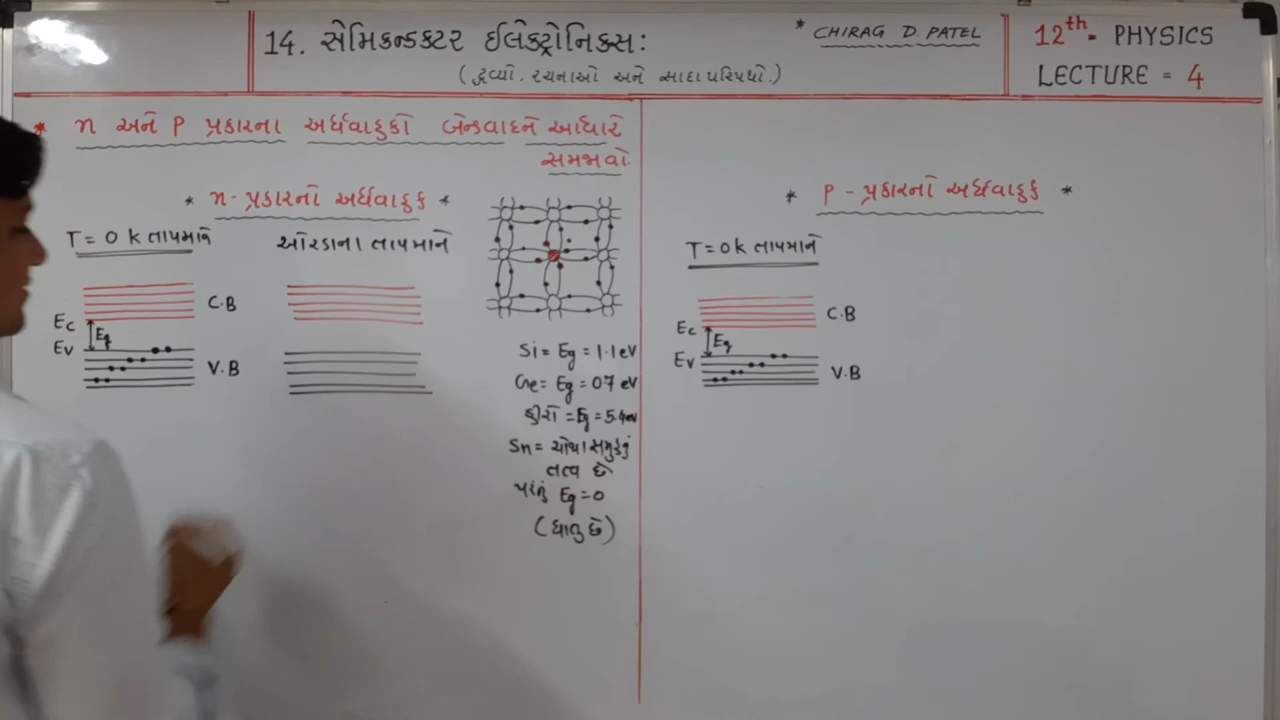 14. સેમિકન્ડક્ટર ઈલેક્ટ્રોનિક્સ:
(દ્રવ્યો, રચનાઓ અને સાદા પરિપથો.)
* CHIRAG D. PATEL
12th - PHYSICS
LECTURE = 4
* n અને P પ્રકારના અર્ધવાહકો બેન્ડવાદને આધારે
સમજાવો.
* n-પ્રકારનો અર્ધવાહક *
T = 0 K તાપમાને
ઓરડાના તાપમાને
C.B
Ec
Eg
Ev
V.B
Si = Eg = 1.1 eV
Ge = Eg = 07 eV
હીરો = Eg = 5.4 eV
Sn = ચોથા સમુહનું
તત્વ છે
પરંતું Eg = 0
(ધાતુ છે)
* P - પ્રકારનો અર્ધવાહક *
T = 0 K તાપમાને
C.B
Ec
Eg
Ev
V.B